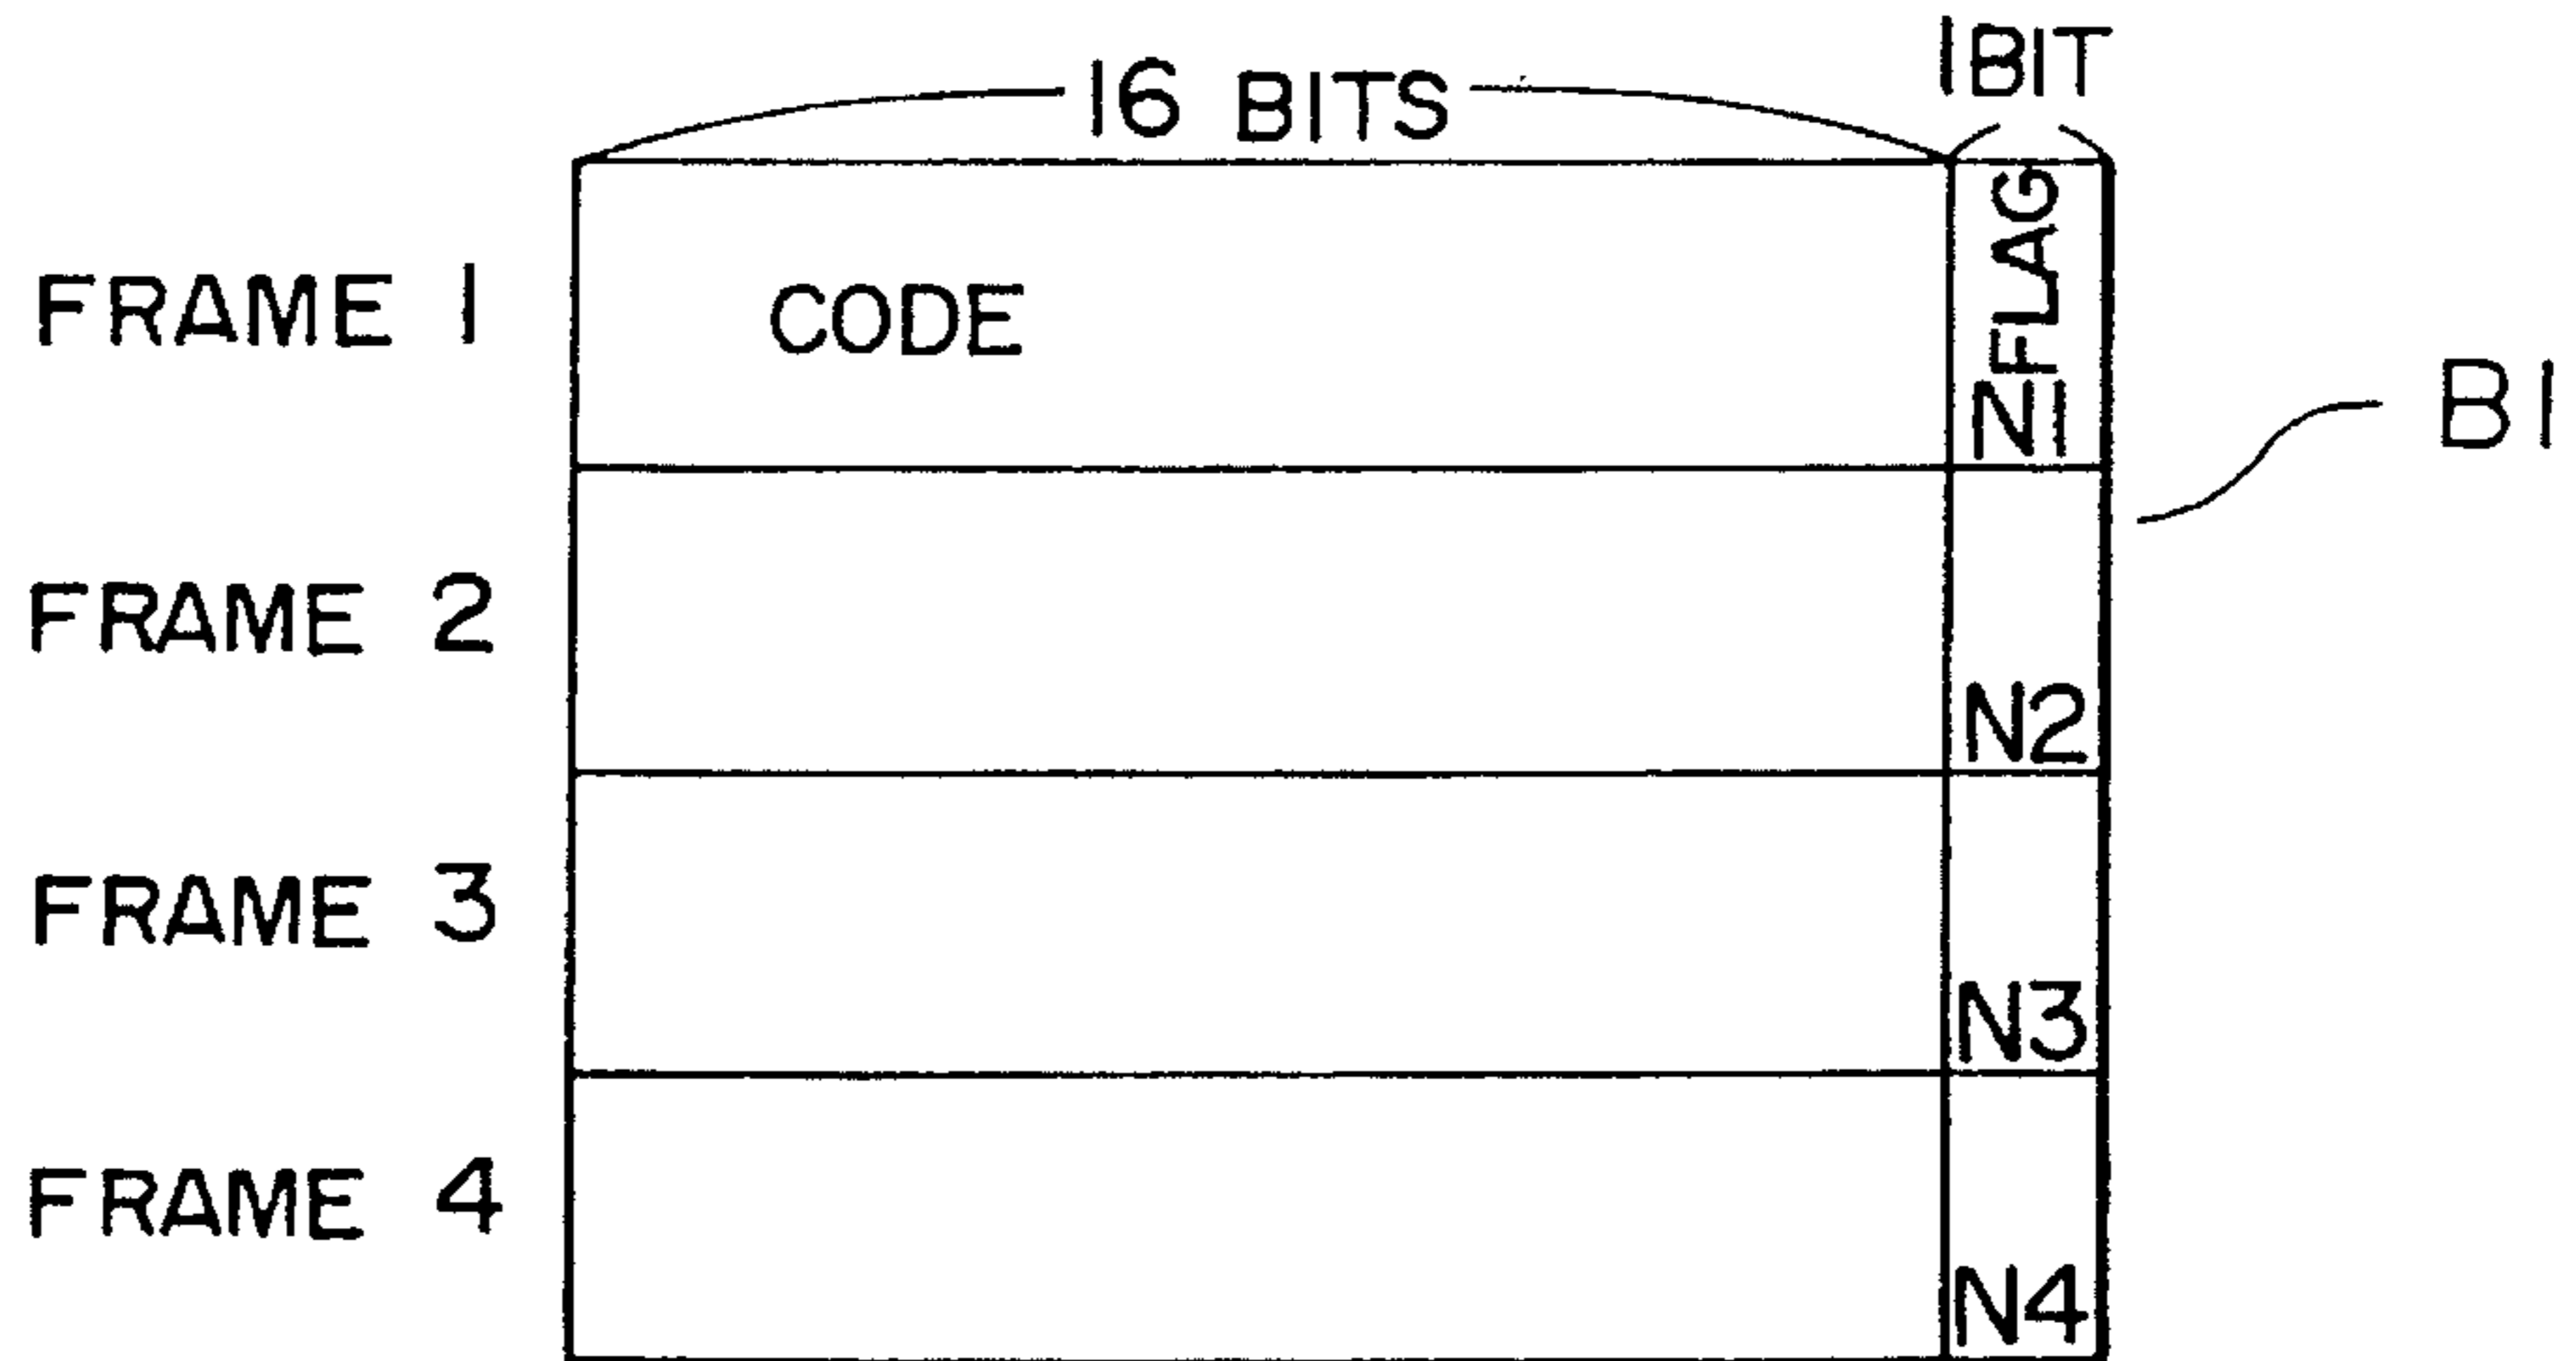 16 BITS
1BIT
FRAME 1
CODE
FLAG
N1
B1
FRAME 2
N2
FRAME 3
N3
FRAME 4
N4